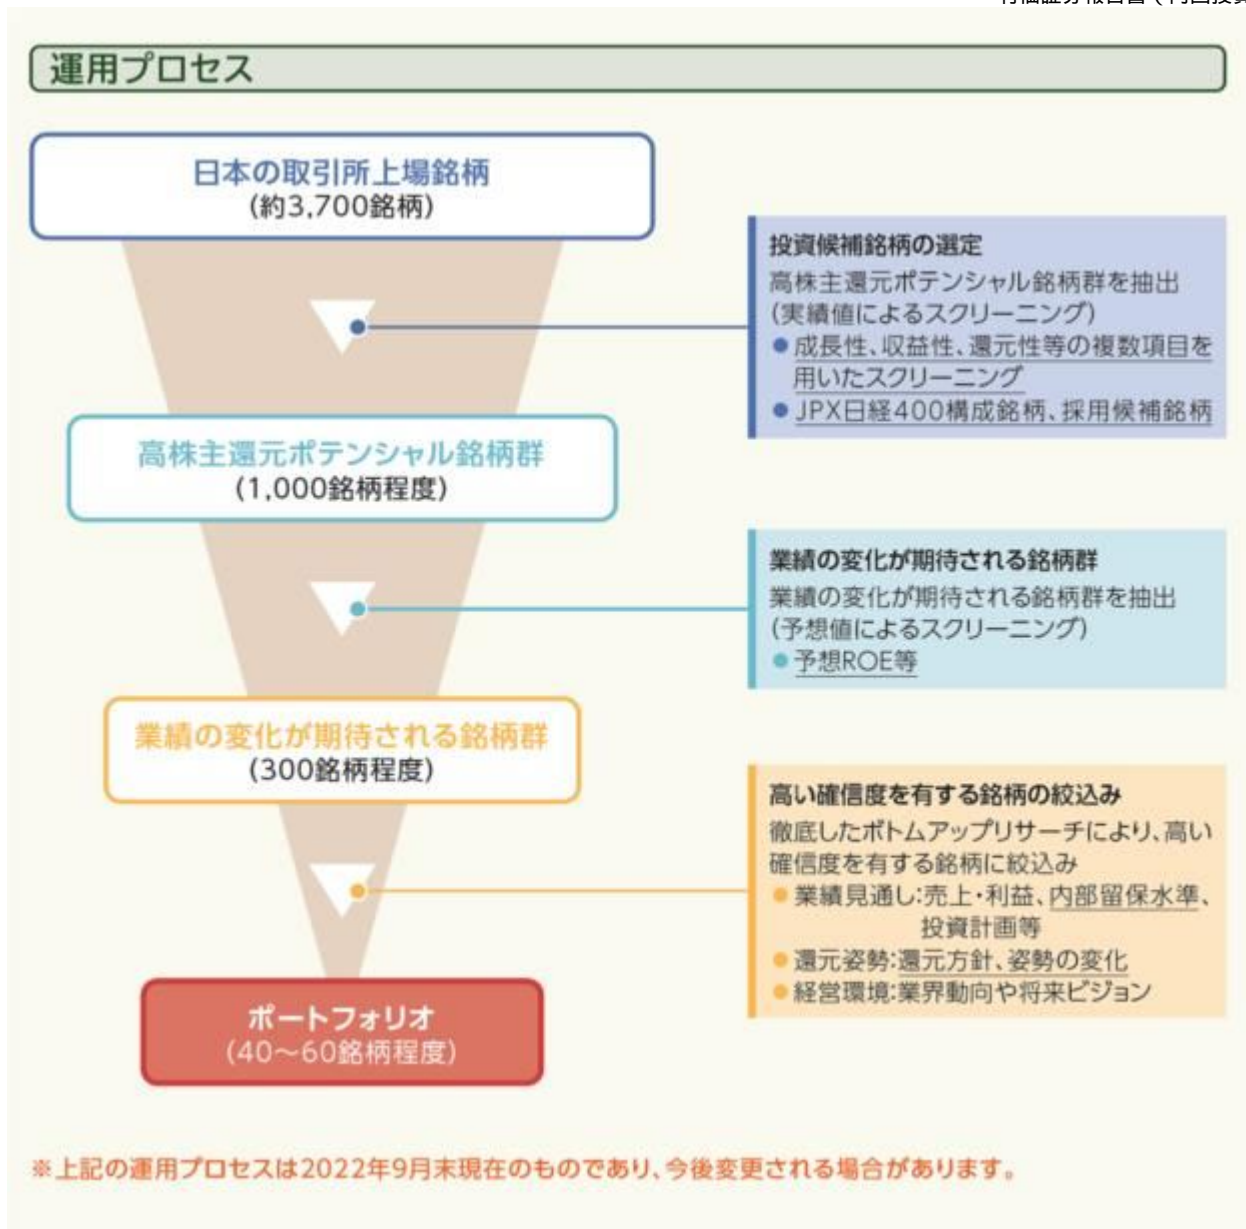 運用プロセス
日本の取引所上場銘柄
(約3,700銘柄)
投資候補銘柄の選定
高株主還元ポテンシャル銘柄群を抽出
(実績値によるスクリーニング)
●成長性、収益性、還元性等の複数項目を
用いたスクリーニング
●JPX日経400構成銘柄、採用候補銘柄
高株主還元ポテンシャル銘柄群
(1,000銘柄程度)
業績の変化が期待される銘柄群
業績の変化が期待される銘柄群を抽出
(予想値によるスクリーニング)
●予想ROE等
業績の変化が期待される銘柄群
(300銘柄程度)
高い確信度を有する銘柄の絞込み
徹底したボトムアップリサーチにより、高い
確信度を有する銘柄に絞込み
●業績見通し:売上・利益、内部留保水準、
投資計画等
●還元姿勢:還元方針、姿勢の変化
●経営環境:業界動向や将来ビジョン
ポートフォリオ
(40～60銘柄程度)
※上記の運用プロセスは2022年9月末現在のものであり、今後変更される場合があります。